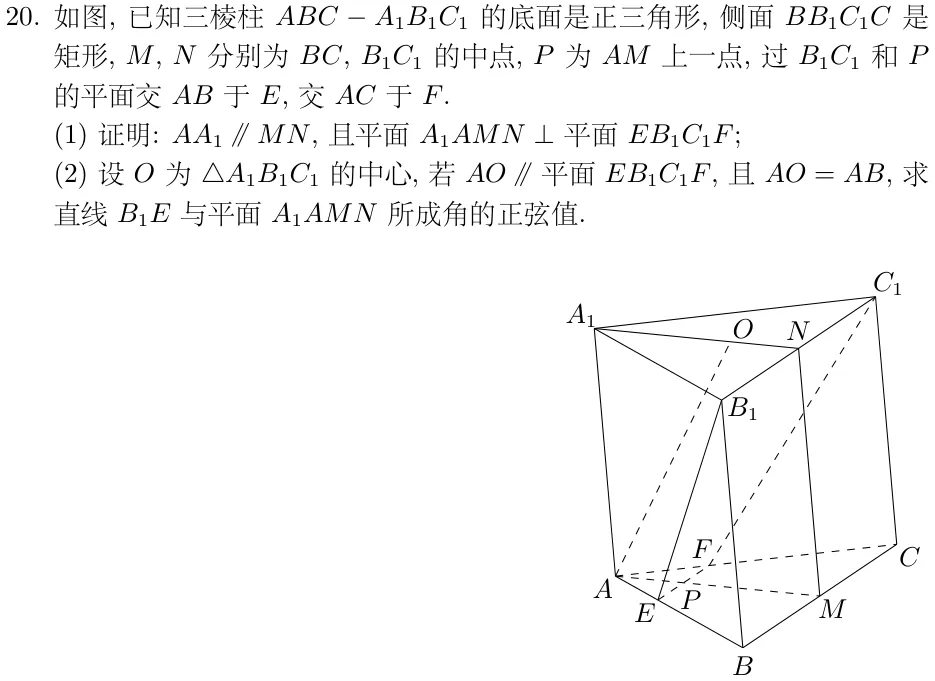 20. 如图, 已知三棱柱 ABC − A₁B₁C₁ 的底面是正三角形, 侧面 BB₁C₁C 是
矩形, M, N 分别为 BC, B₁C₁ 的中点, P 为 AM 上一点, 过 B₁C₁ 和 P
的平面交 AB 于 E, 交 AC 于 F.
(1) 证明: AA₁ ∥ MN, 且平面 A₁AMN ⊥ 平面 EB₁C₁F;
(2) 设 O 为 △A₁B₁C₁ 的中心, 若 AO ∥ 平面 EB₁C₁F, 且 AO = AB, 求
直线 B₁E 与平面 A₁AMN 所成角的正弦值.
C₁
A₁
O
N
B₁
F
C
A
E
P
M
B